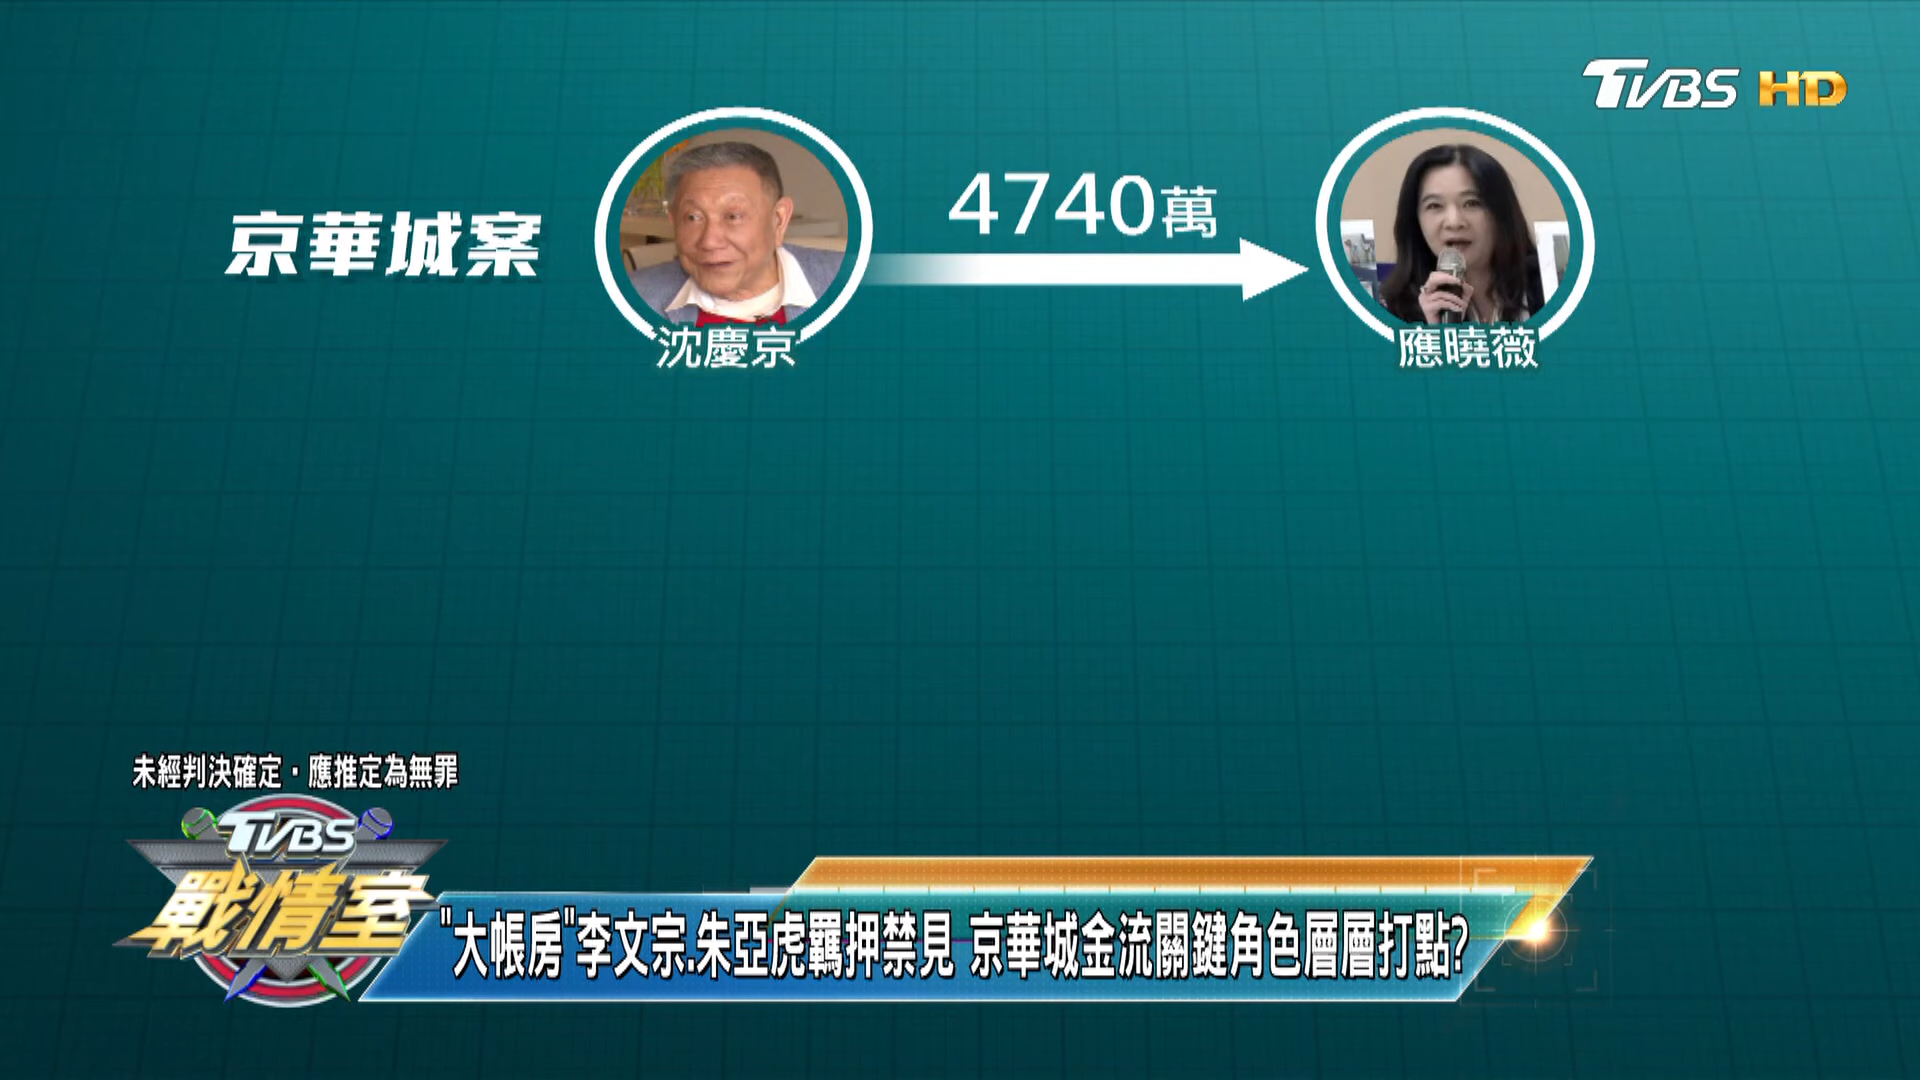 TVBS HD
京華城案
4740萬
沈慶京
應曉薇
未經判決確定・應推定為無罪
TVBS
戰情室
"大帳房"李文宗.朱亞虎羈押禁見 京華城金流關鍵角色層層打點?